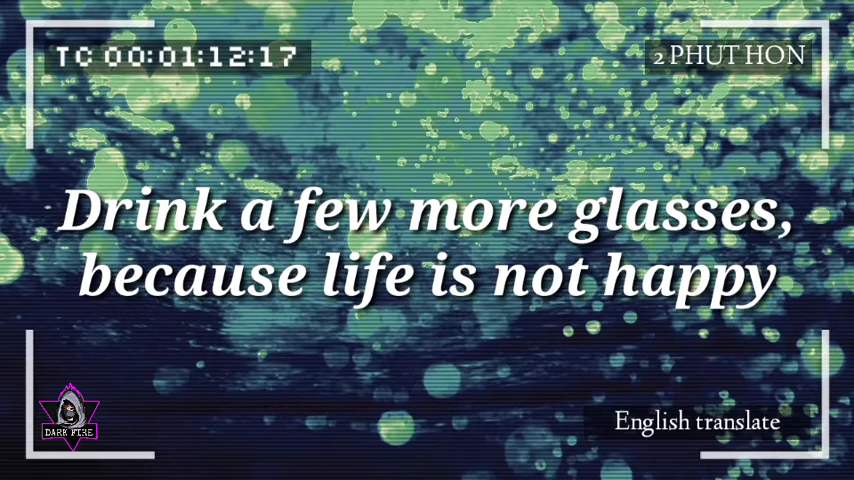 TC 00:01:12:17
2 PHUT HON
Drink a few more glasses,
because life is not happy
English translate
DARK FIRE